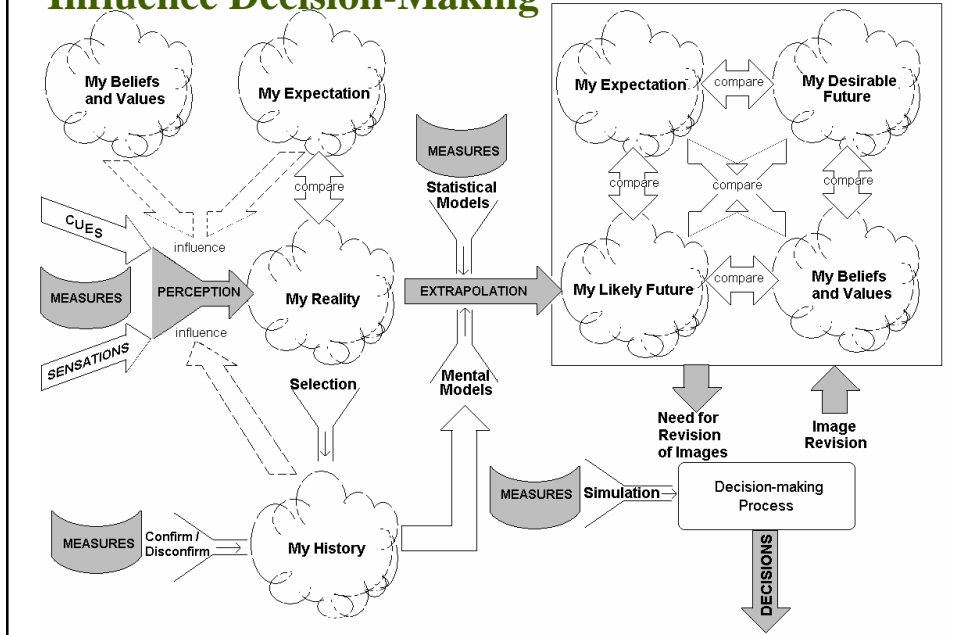 Influence Decision-Making
My Beliefs
and Values
My Expectation
MEASURES
Statistical
Models
My Expectation
compare
My Desirable
Future
compare
compare
compare
compare
CUES
influence
MEASURES
PERCEPTION
My Reality
EXTRAPOLATION
My Likely Future
compare
My Beliefs
and Values
influence
SENSATIONS
Selection
Mental
Models
Need for
Revision
of Images
Image
Revision
MEASURES
Simulation
Decision-making
Process
MEASURES
Confirm /
Disconfirm
My History
DECISIONS